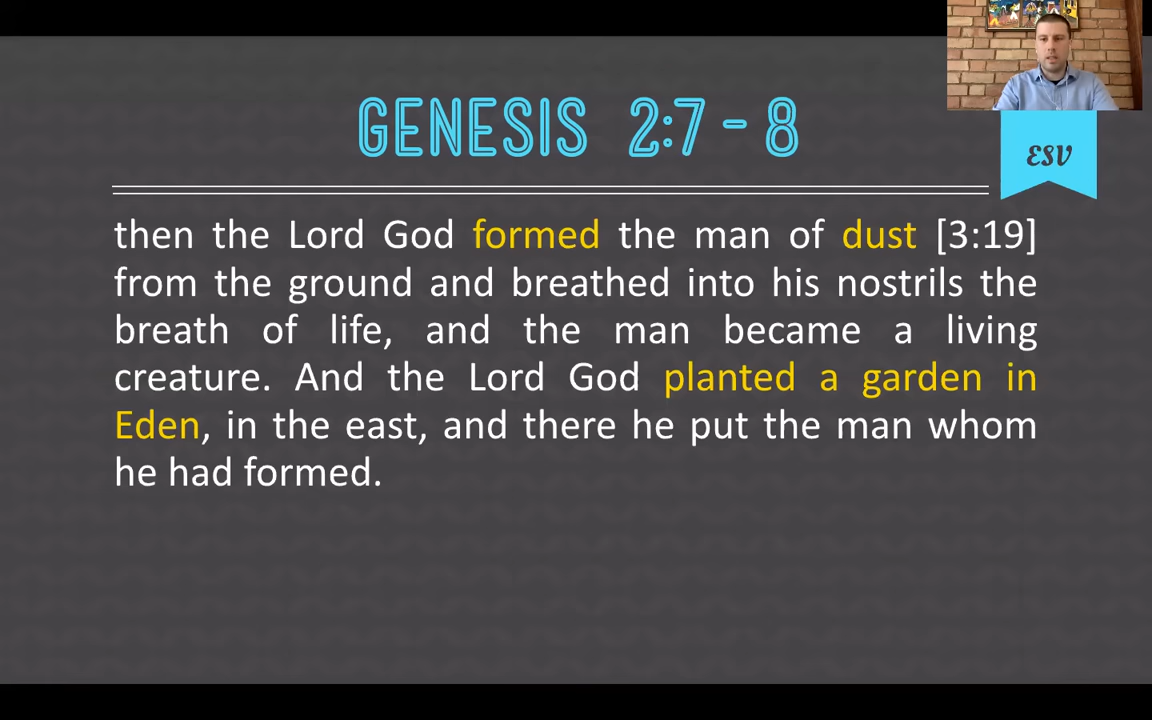 GENESIS 2:7 - 8
ESV
then the Lord God formed the man of dust [3:19]
from the ground and breathed into his nostrils the
breath of life, and the man became a living
creature. And the Lord God planted a garden in
Eden, in the east, and there he put the man whom
he had formed.